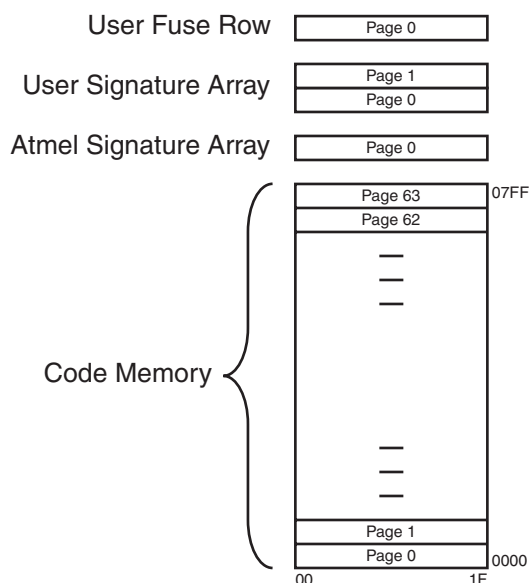 User Fuse Row
Page 0
User Signature Array
Page 1
Page 0
Atmel Signature Array
Page 0
Page 63
07FF
Page 62
Code Memory
Page 1
Page 0
0000
00
1F